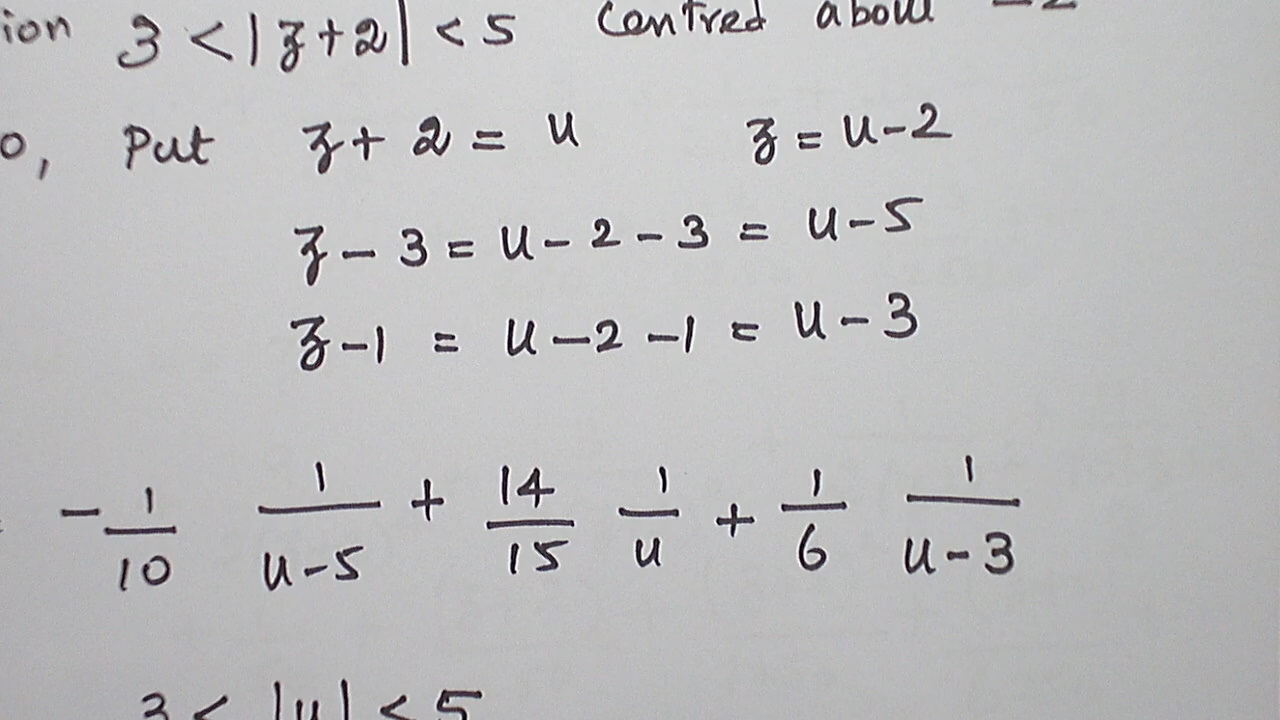 ion 3 < |z+2| < 5 Centred about -2
o, Put z + 2 = u z = u-2
z - 3 = u - 2 - 3 = u - 5
z - 1 = u - 2 - 1 = u - 3
- 1/10 1/(u-5) + 14/15 1/u + 1/6 1/(u-3)
3 < |u| < 5